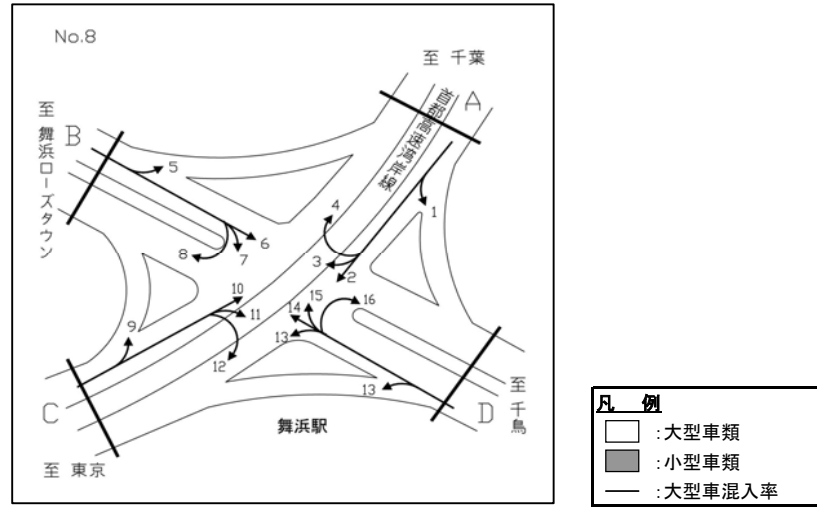 No.8
至 千葉
A
首都高速湾岸線
至 舞浜ローズタウン
B
5
4
1
8
7
6
3
2
10
11
15
16
14
9
13
12
13
C
D
至 千鳥
舞浜駅
至 東京
凡 例
:大型車類
:小型車類
:大型車混入率